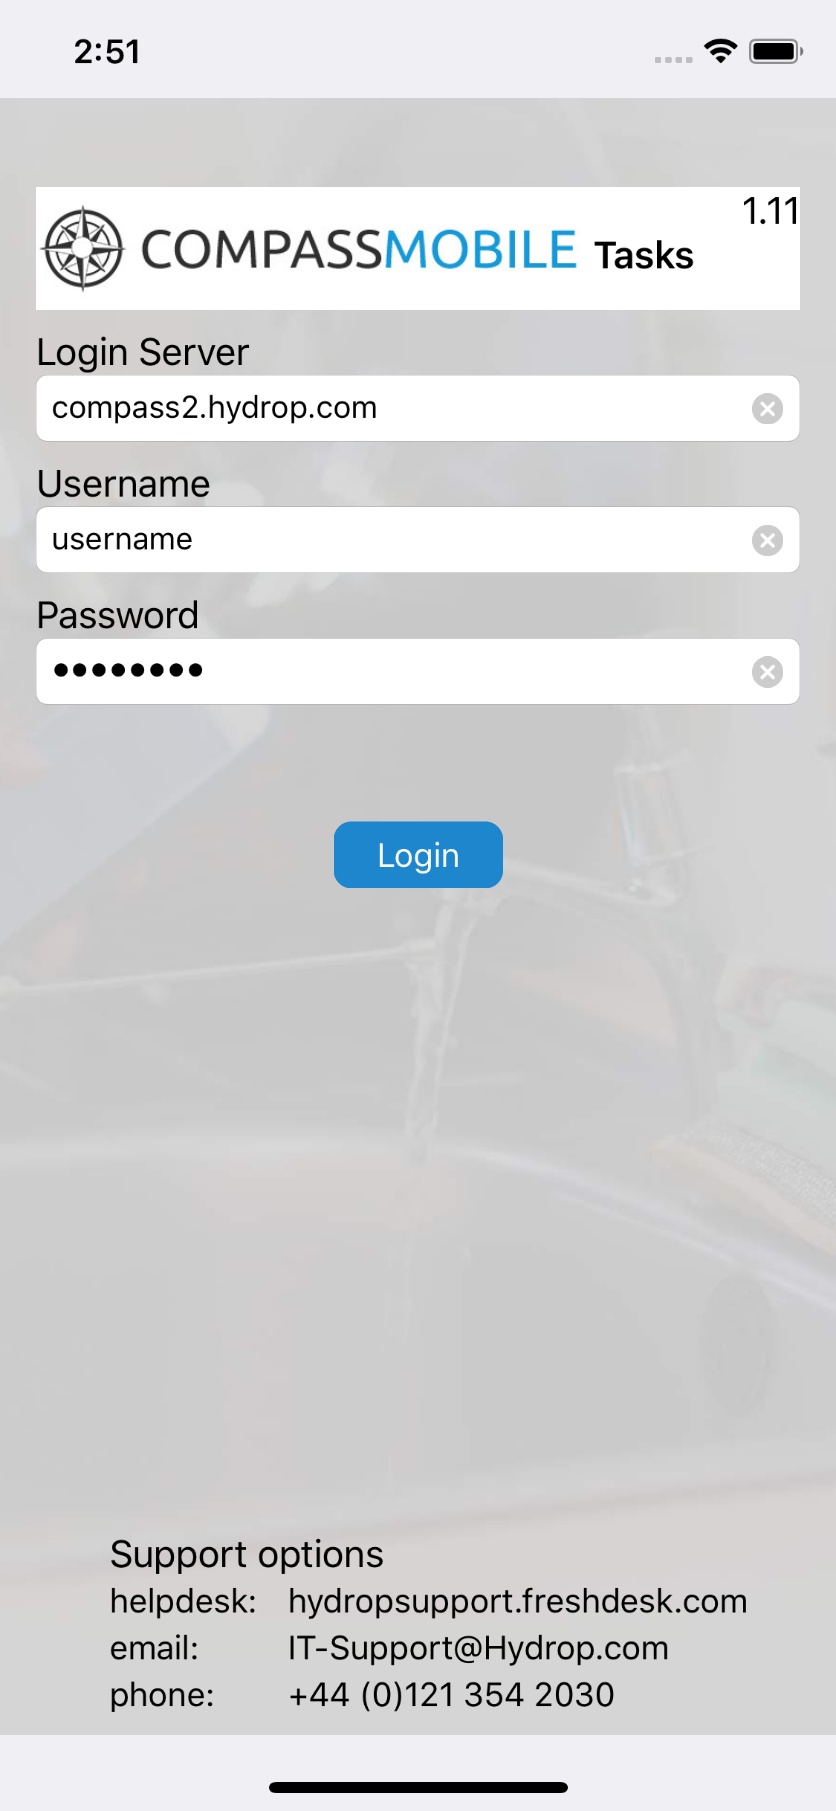 2:51
1.11
COMPASSMOBILE Tasks
Login Server
compass2.hydrop.com
Username
username
Password
••••••••
Login
Support options
helpdesk: hydropsupport.freshdesk.com
email: IT-Support@Hydrop.com
phone: +44 (0)121 354 2030